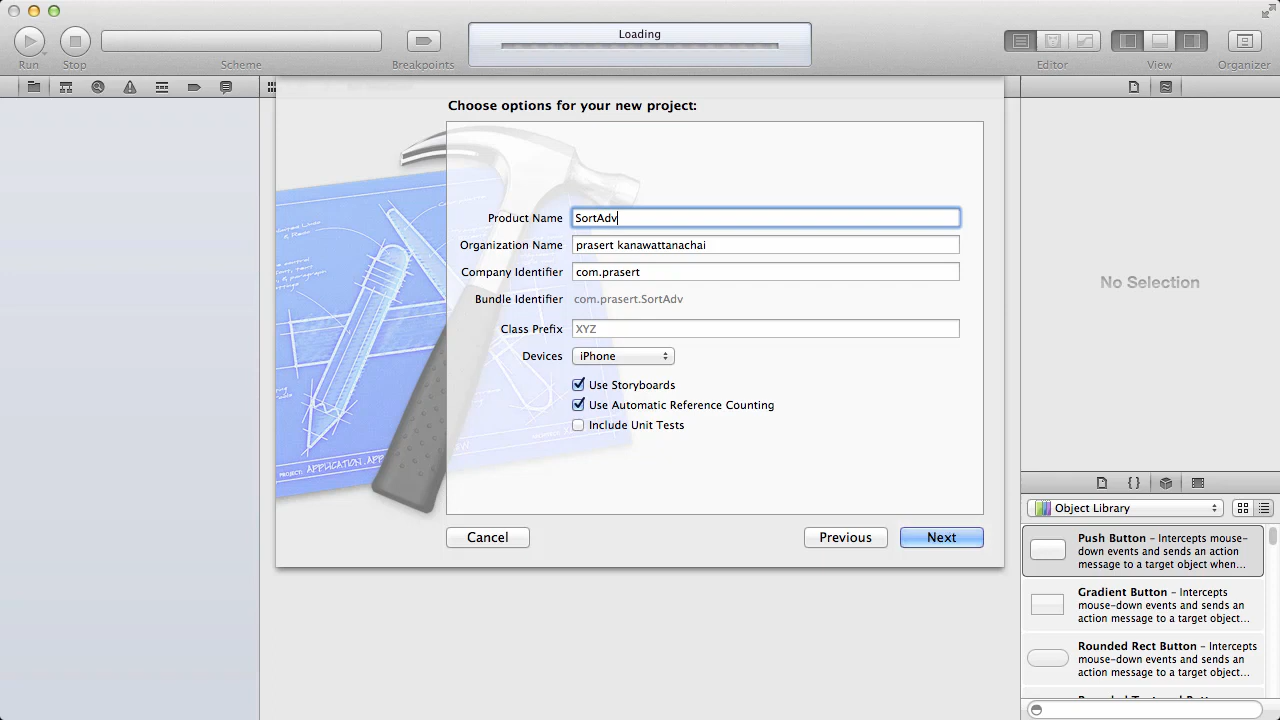 Loading
Run
Stop
Scheme
Breakpoints
Editor
View
Organizer
Choose options for your new project:
Product Name
SortAdv
Organization Name
prasert kanawattanachai
Company Identifier
com.prasert
Bundle Identifier
com.prasert.SortAdv
Class Prefix
XYZ
Devices
iPhone
Use Storyboards
Use Automatic Reference Counting
Include Unit Tests
Cancel
Previous
Next
No Selection
{}
Object Library
Push Button – Intercepts mouse-
down events and sends an action
message to a target object when...
Gradient Button – Intercepts
mouse-down events and sends an
action message to a target object...
Rounded Rect Button – Intercepts
mouse-down events and sends an
action message to a target object...
PROJECT: APPLICATION.APP